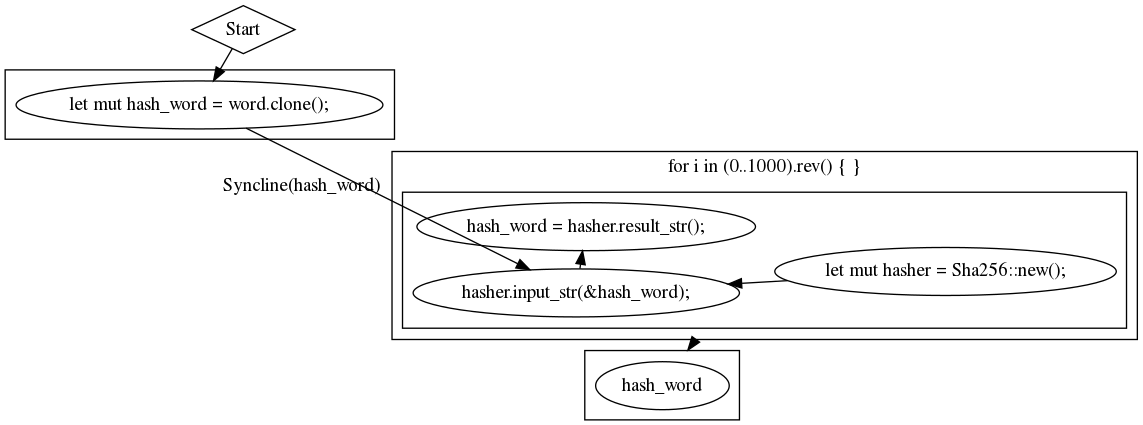 Start
let mut hash_word = word.clone();
Syncline(hash_word)
for i in (0..1000).rev() { }
hash_word = hasher.result_str();
let mut hasher = Sha256::new();
hasher.input_str(&hash_word);
hash_word